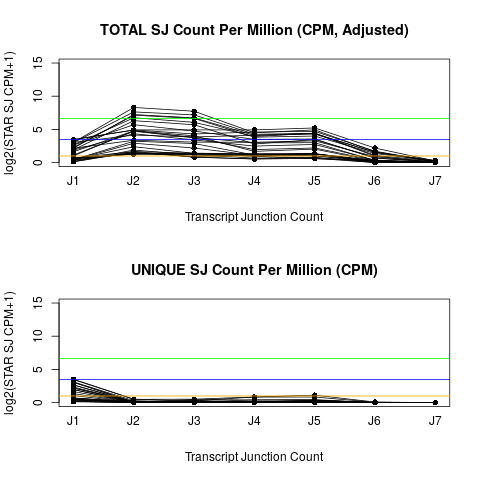 TOTAL SJ Count Per Million (CPM, Adjusted)
log2(STAR SJ CPM+1)
15
10
5
0
J1 J2 J3 J4 J5 J6 J7
Transcript Junction Count
UNIQUE SJ Count Per Million (CPM)
log2(STAR SJ CPM+1)
15
10
5
0
J1 J2 J3 J4 J5 J6 J7
Transcript Junction Count